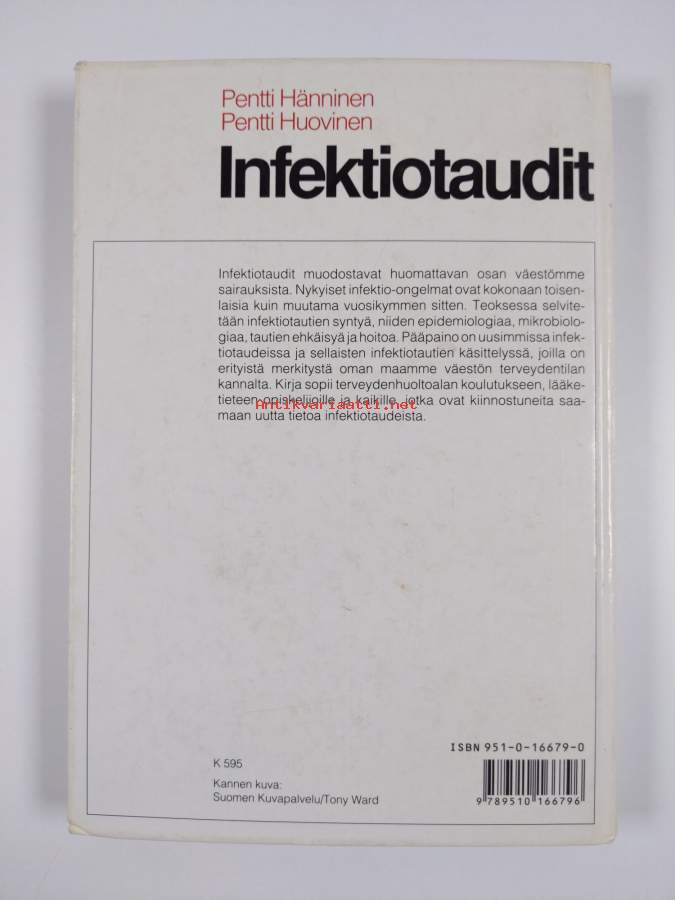 Pentti Hänninen
Pentti Huovinen
Infektiotaudit
Infektiotaudit muodostavat huomattavan osan väestömme
sairauksista. Nykyiset infektio-ongelmat ovat kokonaan toisen-
laisia kuin muutama vuosikymmen sitten. Teoksessa selvite-
tään infektiotautien syntyä, niiden epidemiologiaa, mikrobiolo-
giaa, tautien ehkäisyä ja hoitoa. Pääpaino on uusimmissa infek-
tiotaudeissa ja sellaisten infektiotautien käsittelyssä, joilla on
erityistä merkitystä oman maamme väestön terveydentilan
kannalta. Kirja sopii terveydenhuoltoalan koulutukseen, lääke-
tieteen opiskelijoille ja kaikille, jotka ovat kiinnostuneita saa-
Antikvariaatti.net
maan uutta tietoa infektiotaudeista.
ISBN 951-0-16679-0
K 595
Kannen kuva:
Suomen Kuvapalvelu/Tony Ward
9 789510 166796